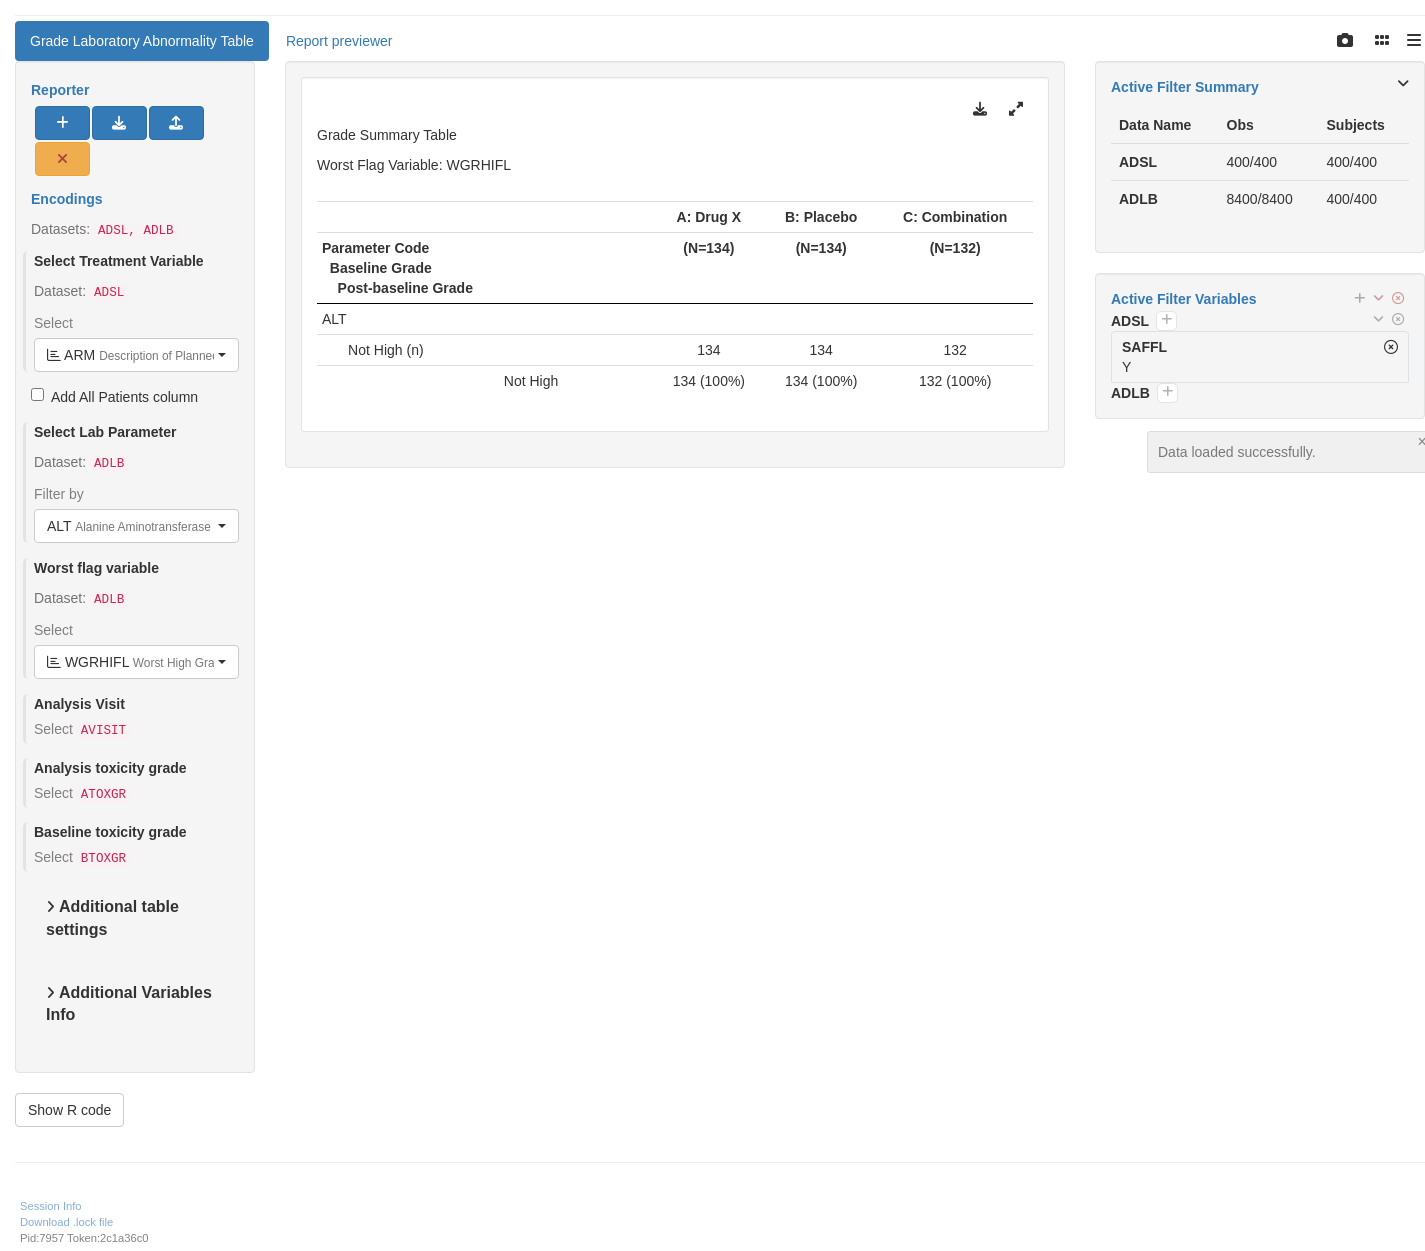 Grade Laboratory Abnormality Table
Report previewer
Reporter
Encodings
Datasets: ADSL, ADLB
Select Treatment Variable
Dataset: ADSL
Select
ARM Description of Planned
Add All Patients column
Select Lab Parameter
Dataset: ADLB
Filter by
ALT Alanine Aminotransferase
Worst flag variable
Dataset: ADLB
Select
WGRHIFL Worst High Gra
Analysis Visit
Select AVISIT
Analysis toxicity grade
Select ATOXGR
Baseline toxicity grade
Select BTOXGR
Additional table
settings
Additional Variables
Info
Show R code
Grade Summary Table
Worst Flag Variable: WGRHIFL
A: Drug X B: Placebo C: Combination
Parameter Code (N=134) (N=134) (N=132)
Baseline Grade
Post-baseline Grade
ALT
Not High (n) 134 134 132
Not High 134 (100%) 134 (100%) 132 (100%)
Active Filter Summary
Data Name Obs Subjects
ADSL 400/400 400/400
ADLB 8400/8400 400/400
Active Filter Variables
ADSL
SAFFL
Y
ADLB
Data loaded successfully.
Session Info
Download .lock file
Pid:7957 Token:2c1a36c0